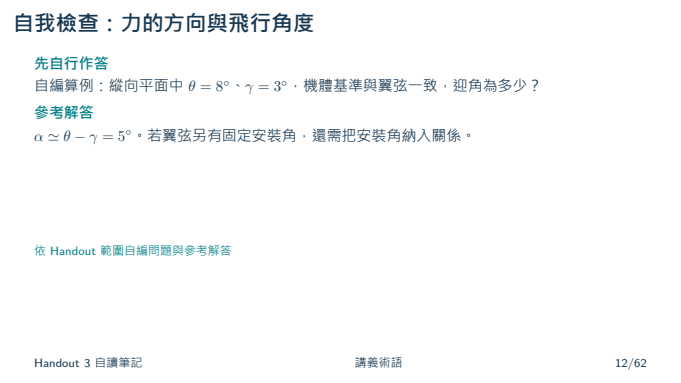 自我檢查：力的方向與飛行角度
先自行作答
自編算例：縱向平面中 θ = 8°、γ = 3°，機體基準與翼弦一致，迎角為多少？
參考解答
α ≃ θ − γ = 5°。若翼弦另有固定安裝角，還需把安裝角納入關係。
依 Handout 範圍自編問題與參考解答
Handout 3 自讀筆記
講義術語
12/62